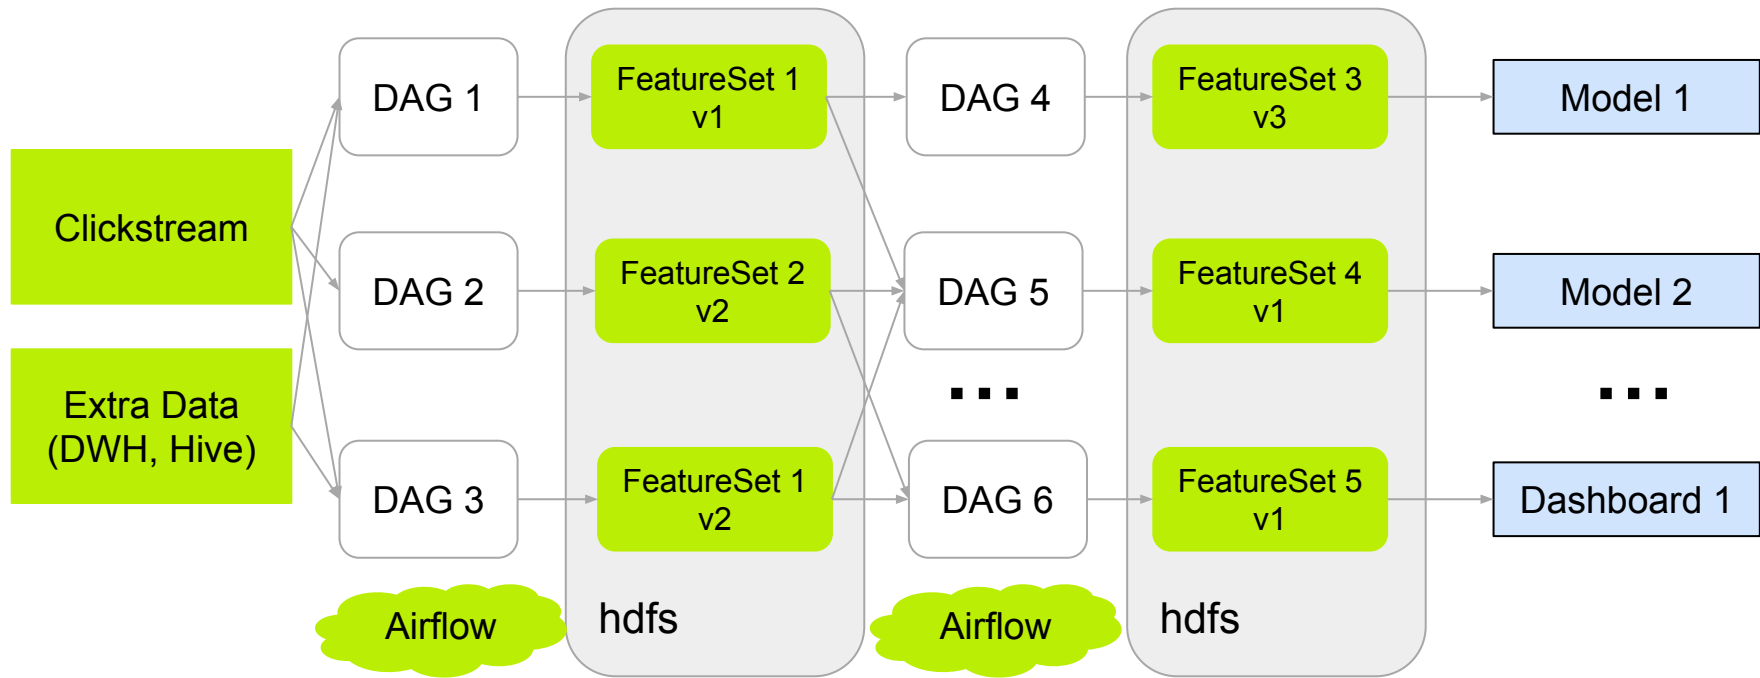 Clickstream
Extra Data
(DWH, Hive)
DAG 1
DAG 2
DAG 3
Airflow
FeatureSet 1
v1
FeatureSet 2
v2
FeatureSet 1
v2
hdfs
DAG 4
DAG 5
...
DAG 6
Airflow
FeatureSet 3
v3
FeatureSet 4
v1
FeatureSet 5
v1
hdfs
Model 1
Model 2
...
Dashboard 1